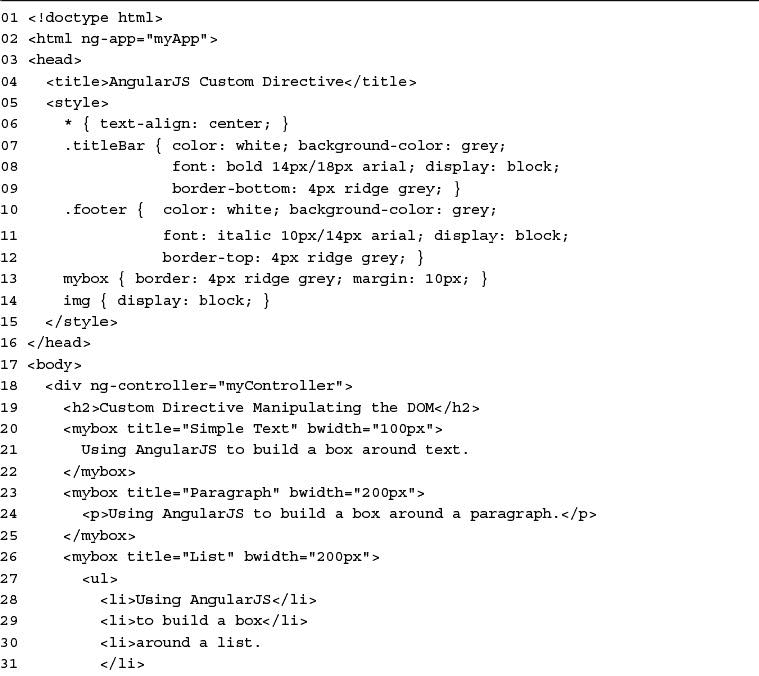 01 <!doctype html>
02 <html ng-app="myApp">
03 <head>
04   <title>AngularJS Custom Directive</title>
05   <style>
06     * { text-align: center; }
07     .titleBar { color: white; background-color: grey;
08                 font: bold 14px/18px arial; display: block;
09                 border-bottom: 4px ridge grey; }
10     .footer {  color: white; background-color: grey;
11                font: italic 10px/14px arial; display: block;
12                border-top: 4px ridge grey; }
13     mybox { border: 4px ridge grey; margin: 10px; }
14     img { display: block; }
15   </style>
16 </head>
17 <body>
18   <div ng-controller="myController">
19     <h2>Custom Directive Manipulating the DOM</h2>
20     <mybox title="Simple Text" bwidth="100px">
21       Using AngularJS to build a box around text.
22     </mybox>
23     <mybox title="Paragraph" bwidth="200px">
24       <p>Using AngularJS to build a box around a paragraph.</p>
25     </mybox>
26     <mybox title="List" bwidth="200px">
27       <ul>
28         <li>Using AngularJS</li>
29         <li>to build a box</li>
30         <li>around a list.
31         </li>